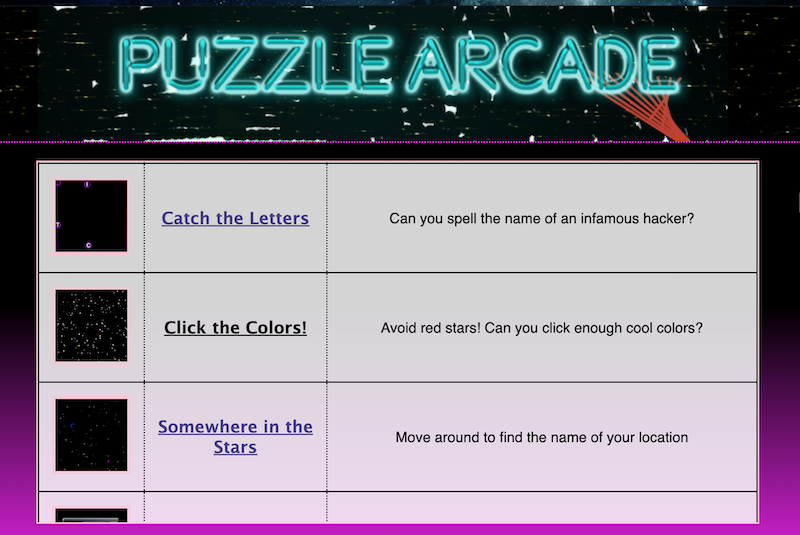 PUZZLE ARCADE
Catch the Letters
Can you spell the name of an infamous hacker?
Click the Colors!
Avoid red stars! Can you click enough cool colors?
Somewhere in the
Stars
Move around to find the name of your location